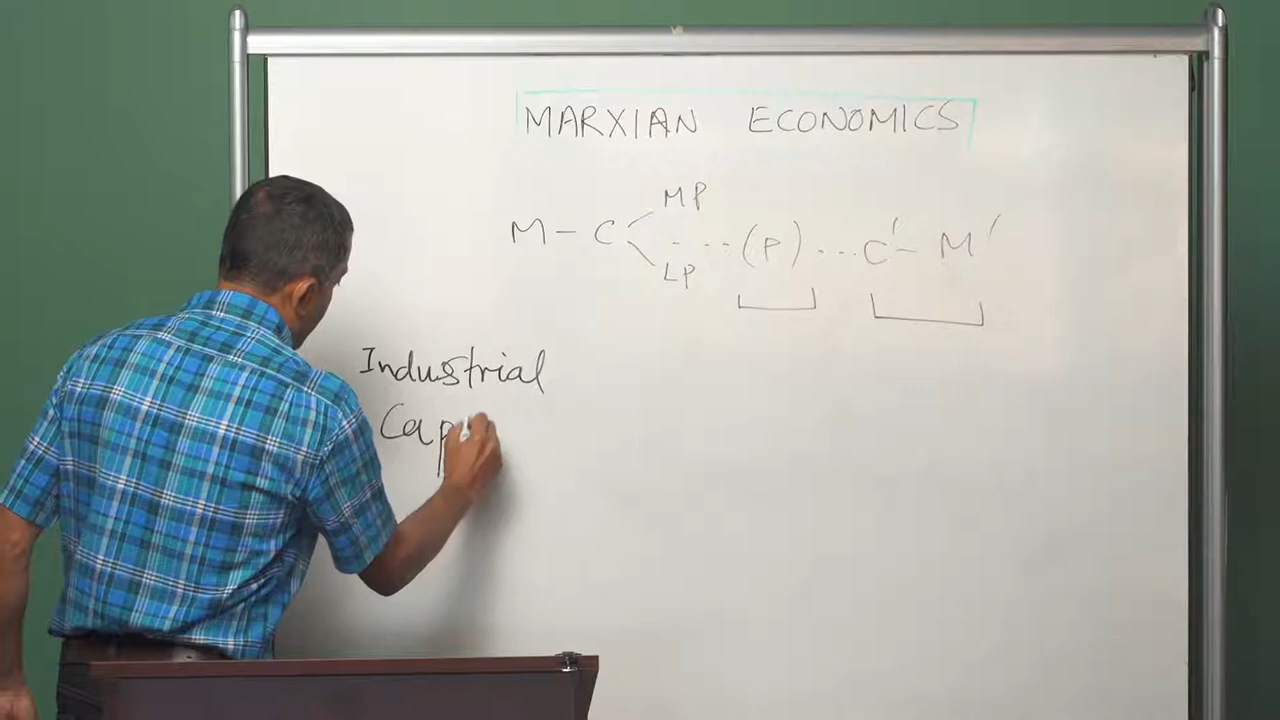 MARXIAN ECONOMICS
MP
M - C < ..... (P) ... C' - M'
LP
Industrial
Cap